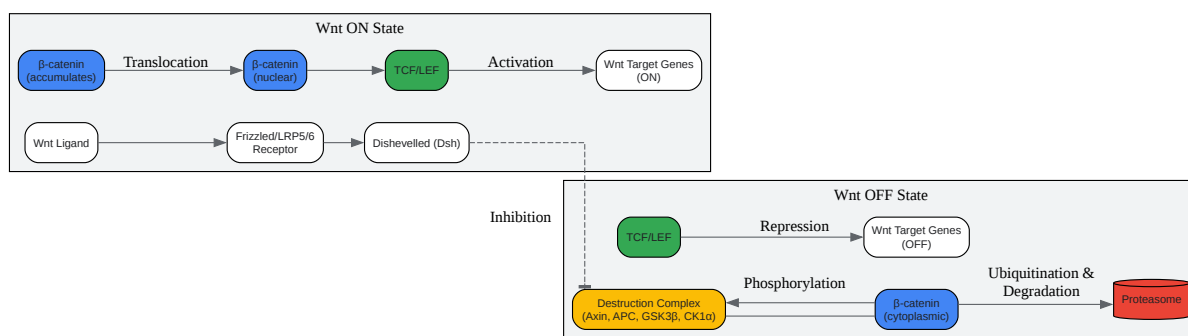 Wnt ON State
β-catenin
(accumulates)
Translocation
β-catenin
(nuclear)
TCF/LEF
Activation
Wnt Target Genes
(ON)
Wnt Ligand
Frizzled/LRP5/6
Receptor
Dishevelled (Dsh)
Inhibition
Wnt OFF State
TCF/LEF
Repression
Wnt Target Genes
(OFF)
Destruction Complex
(Axin, APC, GSK3β, CK1α)
Phosphorylation
β-catenin
(cytoplasmic)
Ubiquitination &
Degradation
Proteasome